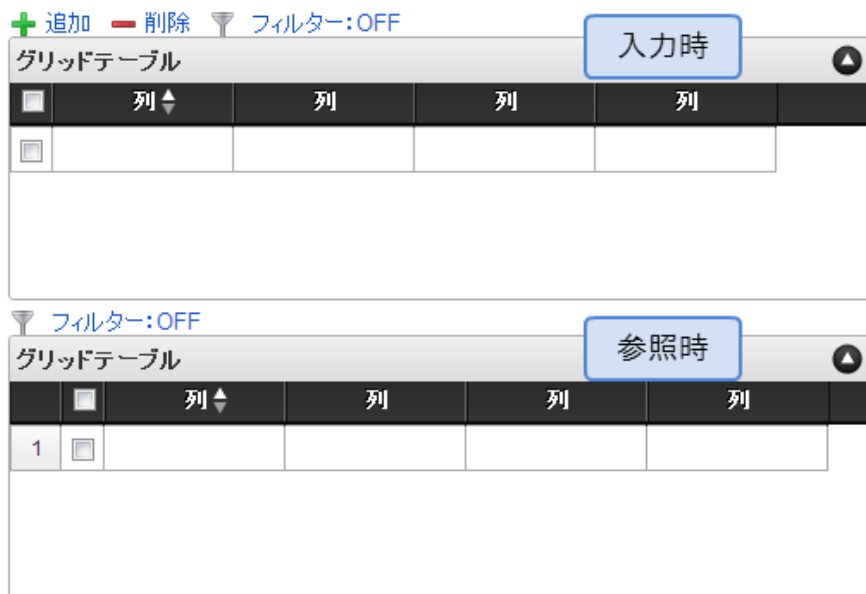 追加 削除 フィルター:OFF
グリッドテーブル
入力時
列 列 列 列
フィルター:OFF
グリッドテーブル
参照時
列 列 列 列
1